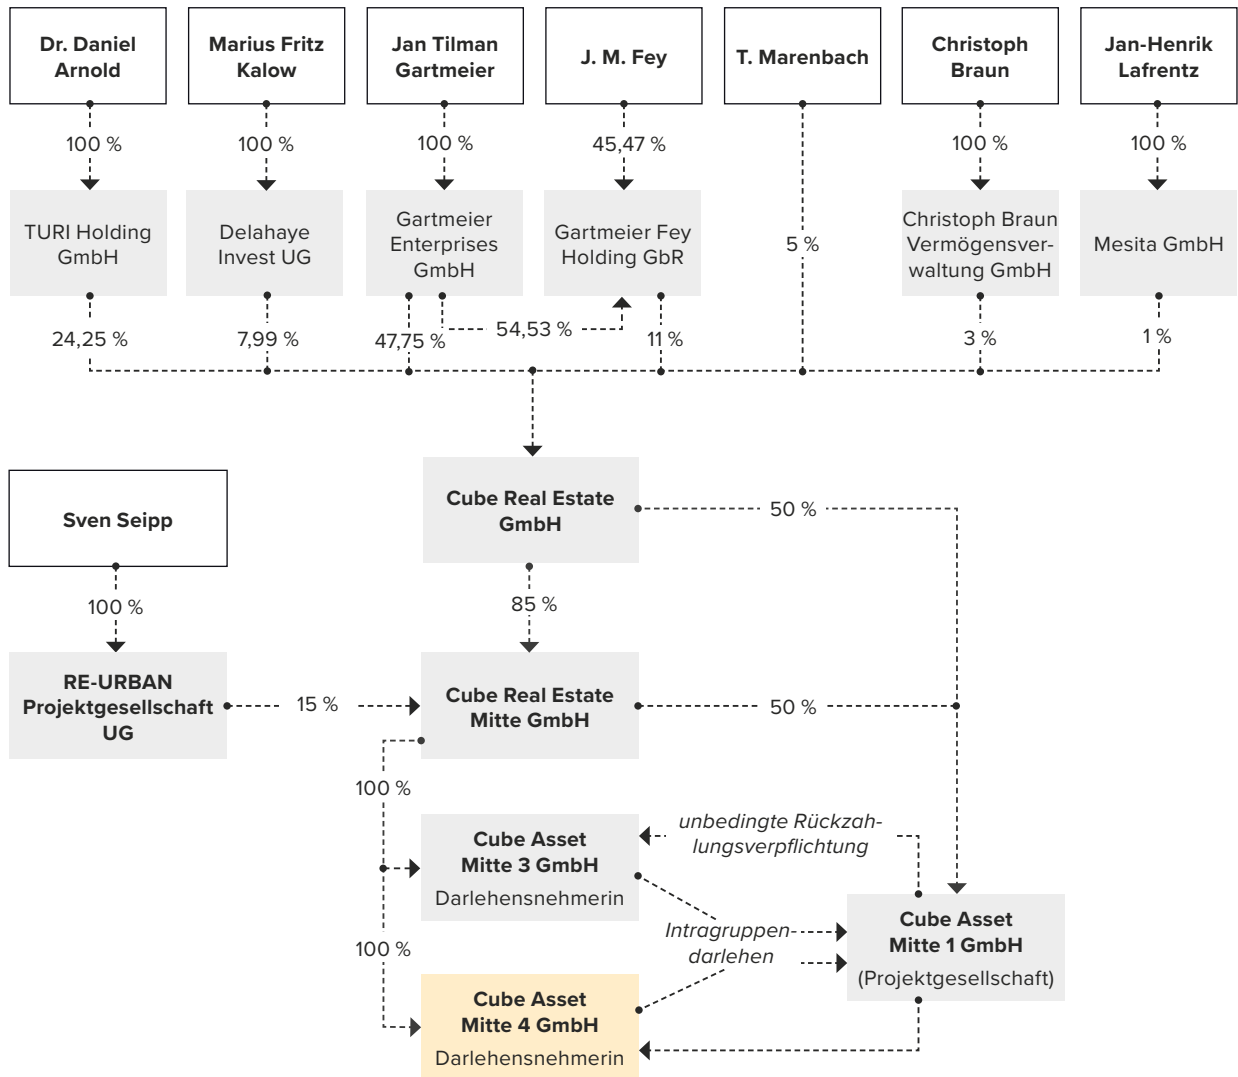 Dr. Daniel
Arnold
Marius Fritz
Kalow
Jan Tilman
Gartmeier
J. M. Fey
T. Marenbach
Christoph
Braun
Jan-Henrik
Lafrentz
100 %
100 %
100 %
45,47 %
100 %
100 %
TURI Holding
GmbH
Delahaye
Invest UG
Gartmeier
Enterprises
GmbH
Gartmeier Fey
Holding GbR
5 %
Christoph Braun
Vermögensver-
waltung GmbH
Mesita GmbH
24,25 %
7,99 %
47,75 %
54,53 %
11 %
3 %
1 %
Cube Real Estate
GmbH
50 %
Sven Seipp
85 %
100 %
RE-URBAN
Projektgesellschaft
UG
15 %
Cube Real Estate
Mitte GmbH
50 %
100 %
Cube Asset
Mitte 3 GmbH
Darlehensnehmerin
unbedingte Rückzah-
lungsverpflichtung
Intragruppen-
darlehen
Cube Asset
Mitte 1 GmbH
(Projektgesellschaft)
100 %
Cube Asset
Mitte 4 GmbH
Darlehensnehmerin